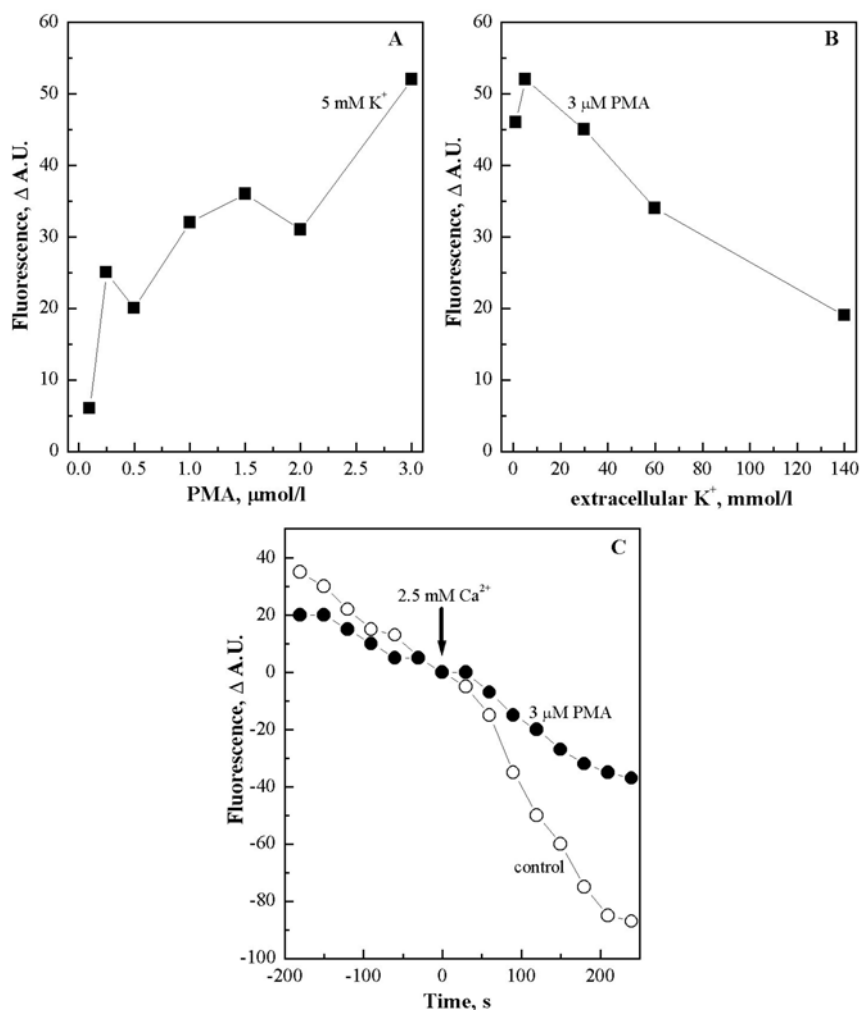 A
60
50
40
30
20
10
0
Fluorescence, Δ A.U.
5 mM K⁺
0.0 0.5 1.0 1.5 2.0 2.5 3.0
PMA, μmol/l
B
60
50
40
30
20
10
0
Fluorescence, Δ A.U.
3 μM PMA
0 20 40 60 80 100 120 140
extracellular K⁺, mmol/l
C
40
20
0
-20
-40
-60
-80
-100
Fluorescence, Δ A.U.
2.5 mM Ca²⁺
3 μM PMA
control
-200 -100 0 100 200
Time, s